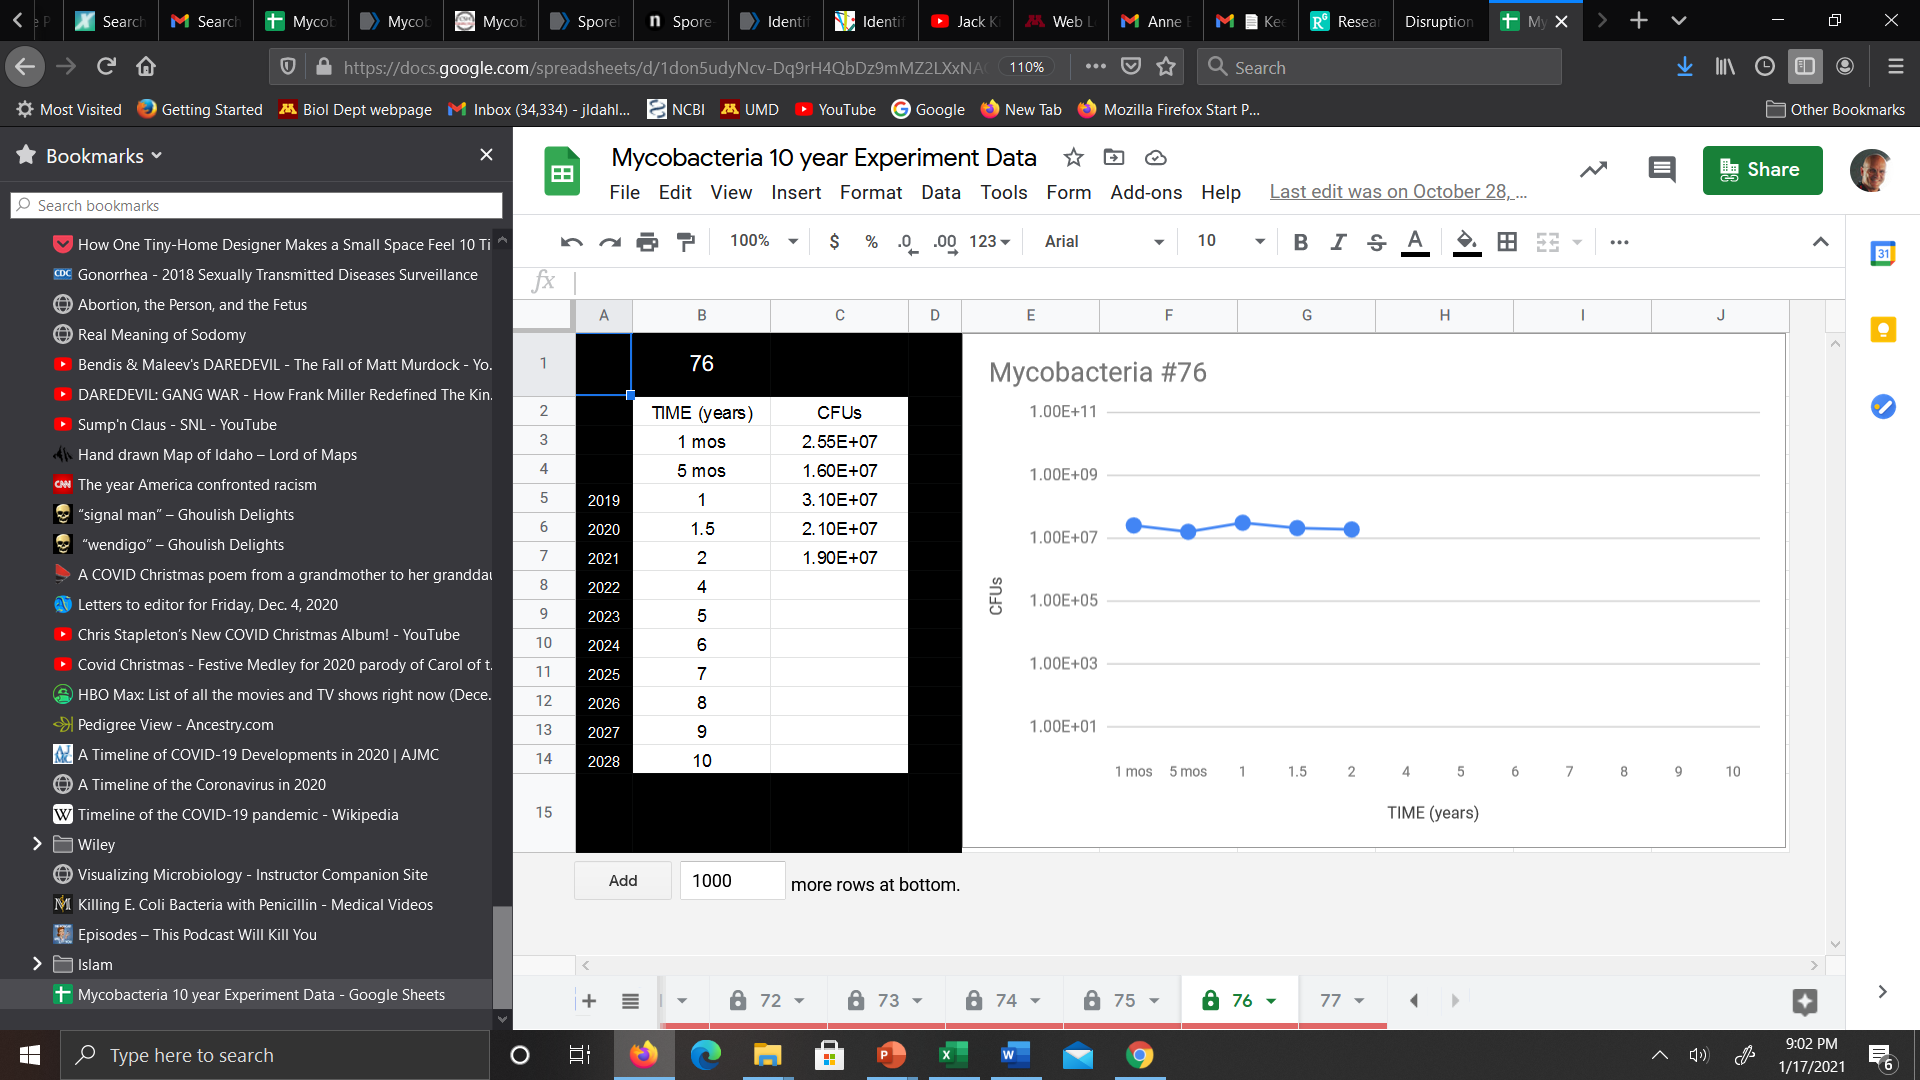 Search
Search
Mycob
Mycob
Mycob
Sporel
Spore-
Identif
Identif
Jack Ki
Web L
Anne E
Kee
Resear
Disruption
My
https://docs.google.com/spreadsheets/d/1don5udyNcv-Dq9rH4QbDz9mMZ2LXxNA
110%
Search
Most Visited
Getting Started
Biol Dept webpage
Inbox (34,334) - jldahl...
NCBI
UMD
YouTube
Google
New Tab
Mozilla Firefox Start P...
Other Bookmarks
Bookmarks
Search bookmarks
How One Tiny-Home Designer Makes a Small Space Feel 10 Ti
Gonorrhea - 2018 Sexually Transmitted Diseases Surveillance
Abortion, the Person, and the Fetus
Real Meaning of Sodomy
Bendis & Maleev's DAREDEVIL - The Fall of Matt Murdock - Yo.
DAREDEVIL: GANG WAR - How Frank Miller Redefined The Kin.
Sump'n Claus - SNL - YouTube
Hand drawn Map of Idaho – Lord of Maps
The year America confronted racism
“signal man” – Ghoulish Delights
“wendigo” – Ghoulish Delights
A COVID Christmas poem from a grandmother to her grandda
Letters to editor for Friday, Dec. 4, 2020
Chris Stapleton’s New COVID Christmas Album! - YouTube
Covid Christmas - Festive Medley for 2020 parody of Carol of t.
HBO Max: List of all the movies and TV shows right now (Dece.
Pedigree View - Ancestry.com
A Timeline of COVID-19 Developments in 2020 | AJMC
A Timeline of the Coronavirus in 2020
Timeline of the COVID-19 pandemic - Wikipedia
Wiley
Visualizing Microbiology - Instructor Companion Site
Killing E. Coli Bacteria with Penicillin - Medical Videos
Episodes – This Podcast Will Kill You
Islam
Mycobacteria 10 year Experiment Data - Google Sheets
Mycobacteria 10 year Experiment Data
File Edit View Insert Format Data Tools Form Add-ons Help
Last edit was on October 28, ...
Share
100% $ % .0 .00 123 Arial 10 B I S A
31
fx
A B C D E F G H I J
1 76
2 TIME (years) CFUs
3 1 mos 2.55E+07
4 5 mos 1.60E+07
5 2019 1 3.10E+07
6 2020 1.5 2.10E+07
7 2021 2 1.90E+07
8 2022 4
9 2023 5
10 2024 6
11 2025 7
12 2026 8
13 2027 9
14 2028 10
15
Mycobacteria #76
1.00E+11
1.00E+09
1.00E+07
1.00E+05
1.00E+03
1.00E+01
CFUs
1 mos 5 mos 1 1.5 2 4 5 6 7 8 9 10
TIME (years)
Add 1000 more rows at bottom.
72 73 74 75 76 77
Type here to search
9:02 PM
1/17/2021
6